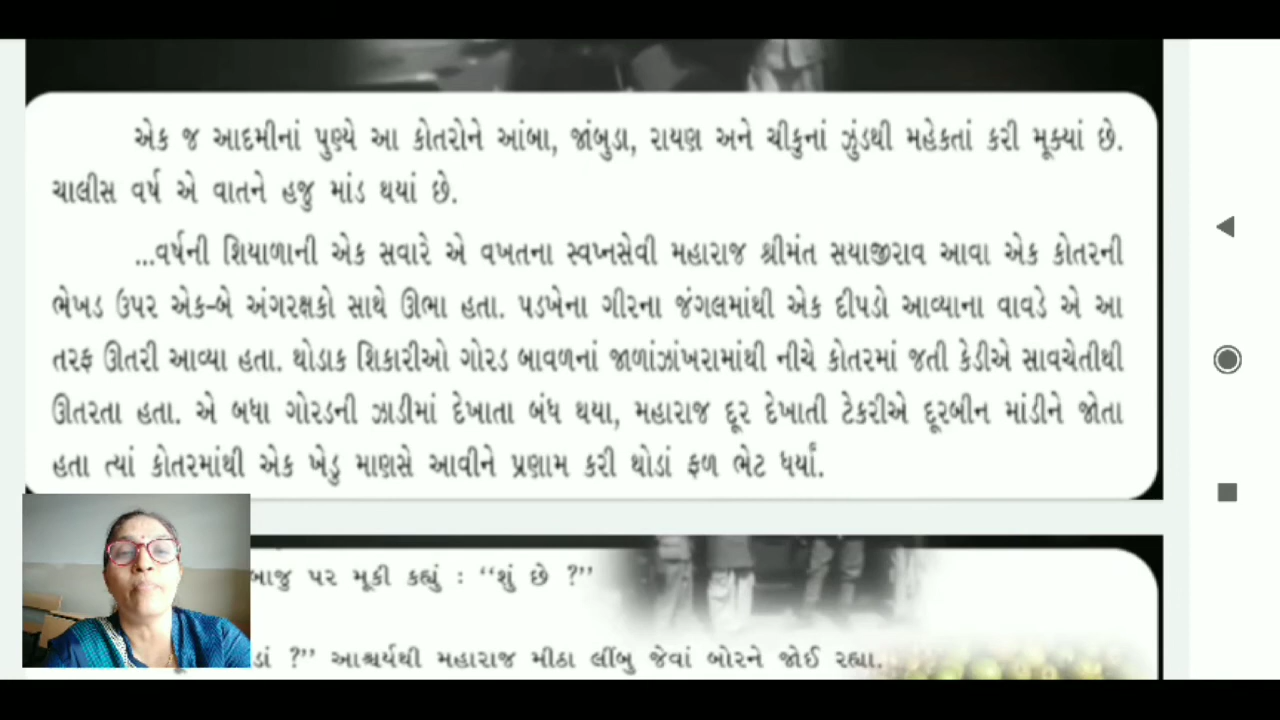 એક જ આદમીનાં પુણ્યે આ કોતરોને આંબા, જાંબુડા, રાયણ અને ચીકુનાં ઝુંડથી મહેકતાં કરી મૂક્યાં છે.
ચાલીસ વર્ષ એ વાતને હજુ માંડ થયાં છે.
...વર્ષની શિયાળાની એક સવારે એ વખતના સ્વપ્નસેવી મહારાજ શ્રીમંત સયાજીરાવ આવા એક કોતરની
ભેખડ ઉપર એક-બે અંગરક્ષકો સાથે ઊભા હતા. પડખેના ગીરના જંગલમાંથી એક દીપડો આવ્યાના વાવડે એ આ
તરફ ઊતરી આવ્યા હતા. થોડાક શિકારીઓ ગોરડ બાવળનાં જાળાંઝાંખરામાંથી નીચે કોતરમાં જતી કેડીએ સાવચેતીથી
ઊતરતા હતા. એ બધા ગોરડની ઝાડીમાં દેખાતા બંધ થયા, મહારાજ દૂર દેખાતી ટેકરીએ દૂરબીન માંડીને જોતા
હતા ત્યાં કોતરમાંથી એક ખેડુ માણસે આવીને પ્રણામ કરી થોડાં ફળ ભેટ ધર્યાં.
બાજુ પર મૂકી કહ્યું : “શું છે ?”
?” આશ્ચર્યથી મહારાજ મીઠા લીંબુ જેવાં બોરને જોઈ રહ્યા.